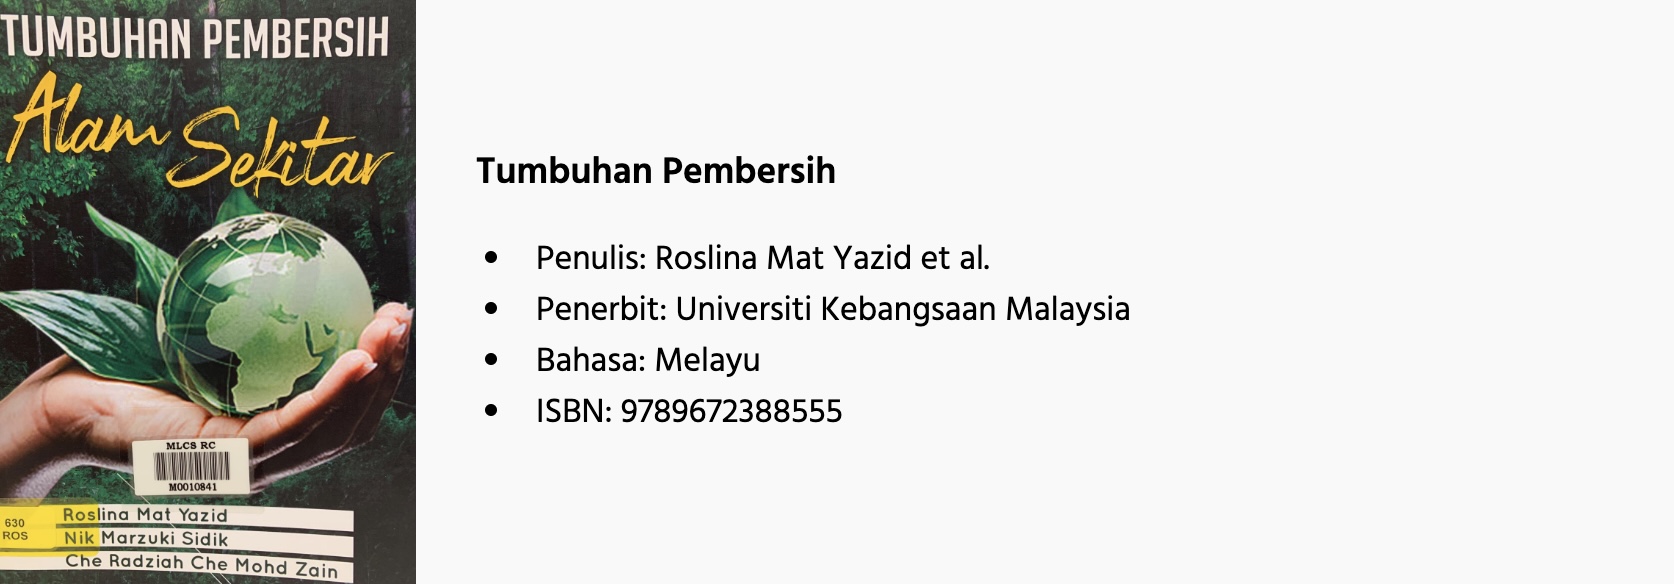 TUMBUHAN PEMBERSIH
Alam Sekitar
MLCS RC
M0010841
630
ROS
Roslina Mat Yazid
Nik Marzuki Sidik
Che Radziah Che Mohd Zain
Tumbuhan Pembersih
• Penulis: Roslina Mat Yazid et al.
• Penerbit: Universiti Kebangsaan Malaysia
• Bahasa: Melayu
• ISBN: 9789672388555